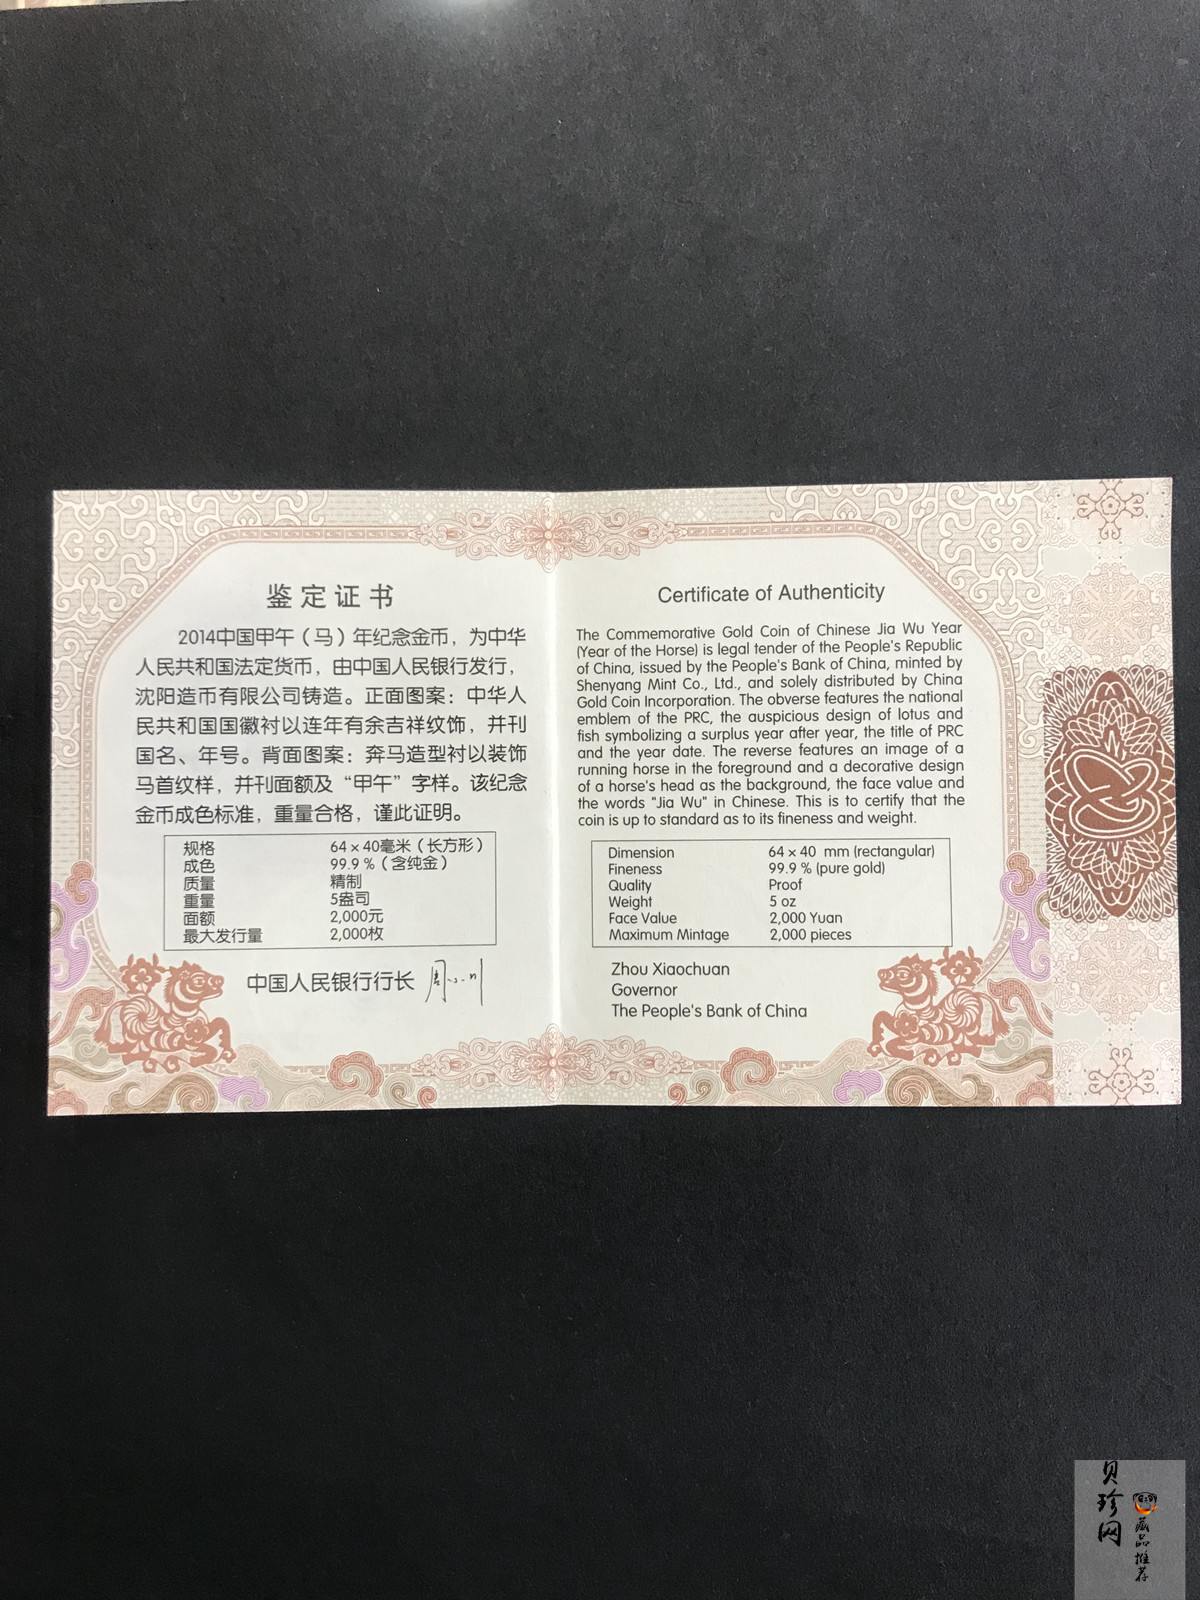 鉴定证书
2014中国甲午（马）年纪念金币，为中华
人民共和国法定货币，由中国人民银行发行，
沈阳造币有限公司铸造。正面图案：中华人
民共和国国徽衬以连年有余吉祥纹饰，并刊
国名、年号。背面图案：奔马造型衬以装饰
马首纹样，并刊面额及“甲午”字样。该纪念
金币成色标准，重量合格，谨此证明。
规格 64×40毫米（长方形）
成色 99.9％（含纯金）
质量 精制
重量 5盎司
面额 2,000元
最大发行量 2,000枚
中国人民银行行长
Certificate of Authenticity
The Commemorative Gold Coin of Chinese Jia Wu Year
(Year of the Horse) is legal tender of the People's Republic
of China, issued by the People's Bank of China, minted by
Shenyang Mint Co., Ltd., and solely distributed by China
Gold Coin Incorporation. The obverse features the national
emblem of the PRC, the auspicious design of lotus and
fish symbolizing a surplus year after year, the title of PRC
and the year date. The reverse features an image of a
running horse in the foreground and a decorative design
of a horse's head as the background, the face value and
the words "Jia Wu" in Chinese. This is to certify that the
coin is up to standard as to its fineness and weight.
Dimension 64×40 mm (rectangular)
Fineness 99.9 % (pure gold)
Quality Proof
Weight 5 oz
Face Value 2,000 Yuan
Maximum Mintage 2,000 pieces
Zhou Xiaochuan
Governor
The People's Bank of China
贝珍网
藏品推荐